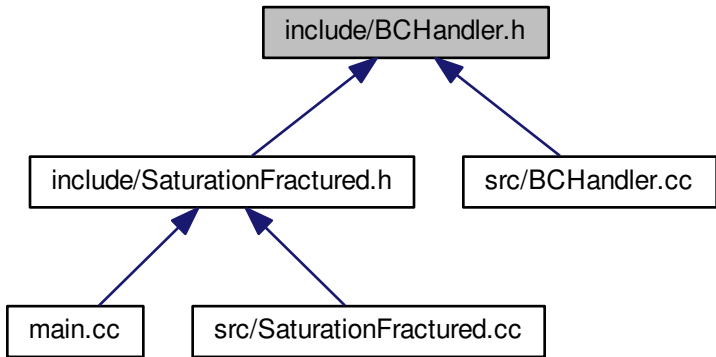 include/BCHandler.h
include/SaturationFractured.h
src/BCHandler.cc
main.cc
src/SaturationFractured.cc